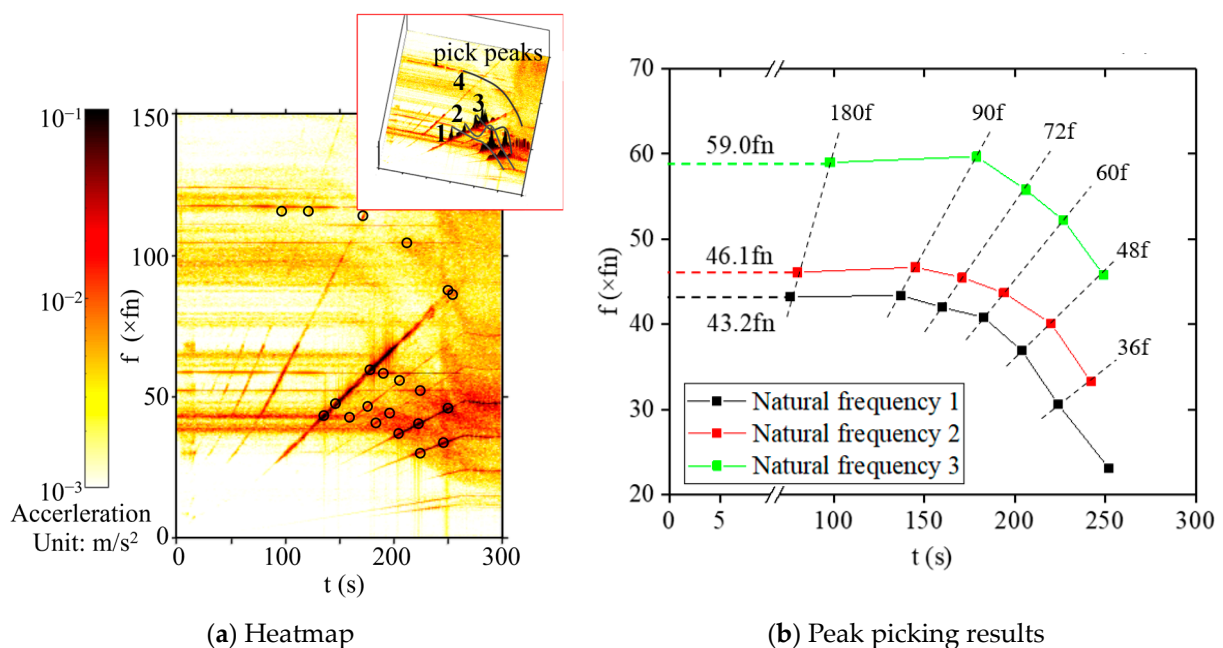 pick peaks
4
3
2
1
10⁻¹
10⁻²
10⁻³
Accerleration
Unit: m/s²
150
100
50
0
f (×fn)
0 100 200 300
t (s)
(a) Heatmap
70
60
50
40
30
20
f (×fn)
180f
90f
72f
60f
48f
36f
59.0fn
46.1fn
43.2fn
Natural frequency 1
Natural frequency 2
Natural frequency 3
0 5 100 150 200 250 300
t (s)
(b) Peak picking results